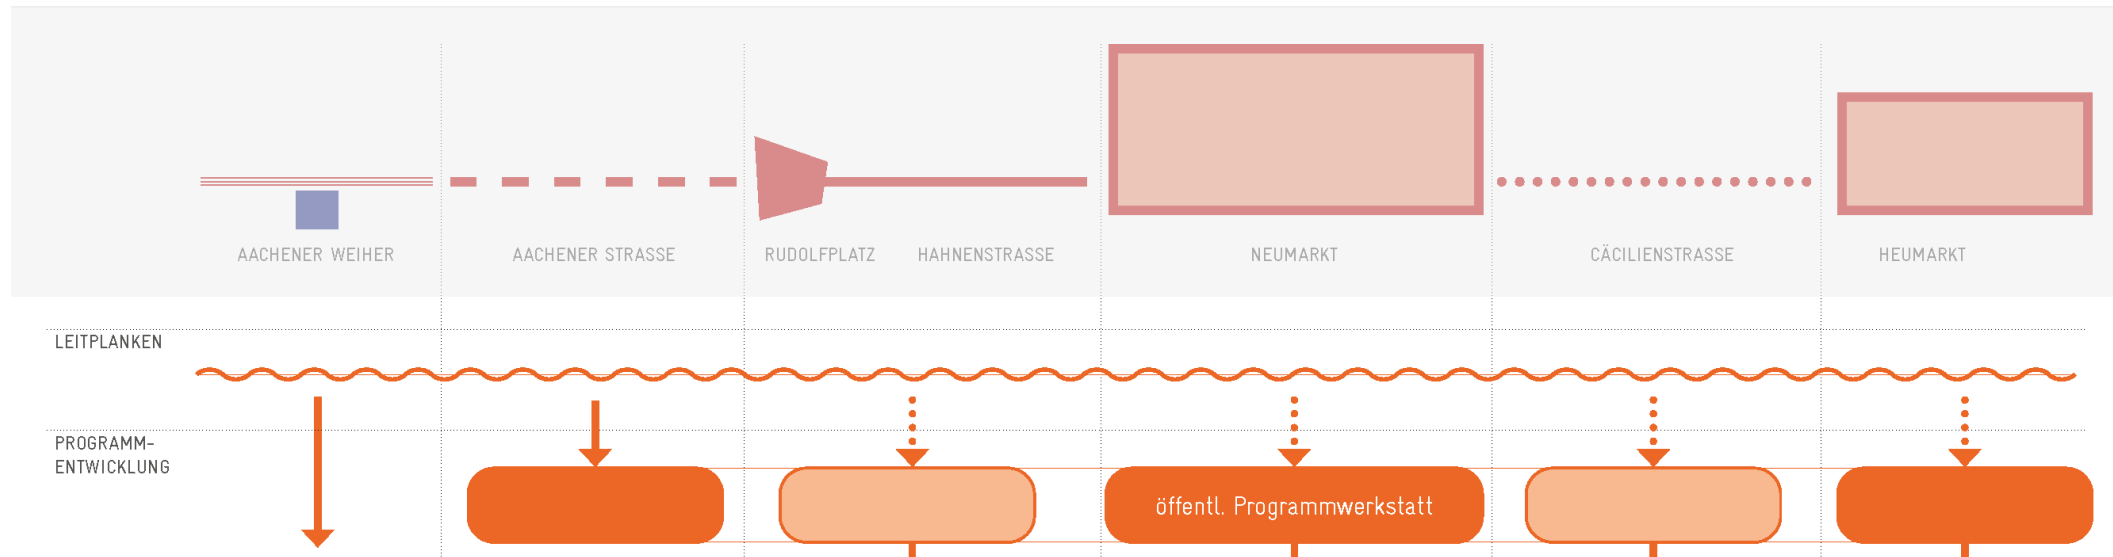 AACHENER WEIHER
AACHENER STRASSE
RUDOLFPLATZ
HAHNENSTRASSE
NEUMARKT
CÄCILIENSTRASSE
HEUMARKT
LEITPLANKEN
PROGRAMM-
ENTWICKLUNG
öffentl. Programmwerkstatt